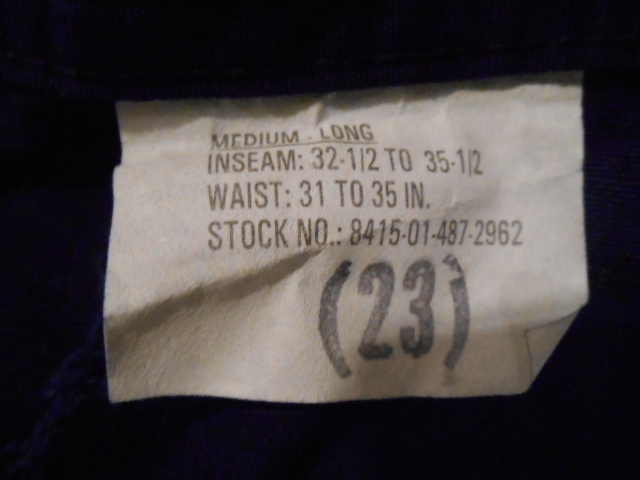 MEDIUM - LONG
INSEAM: 32-1/2 TO 35-1/2
WAIST: 31 TO 35 IN.
STOCK NO.: 8415-01-487-2962
(23)